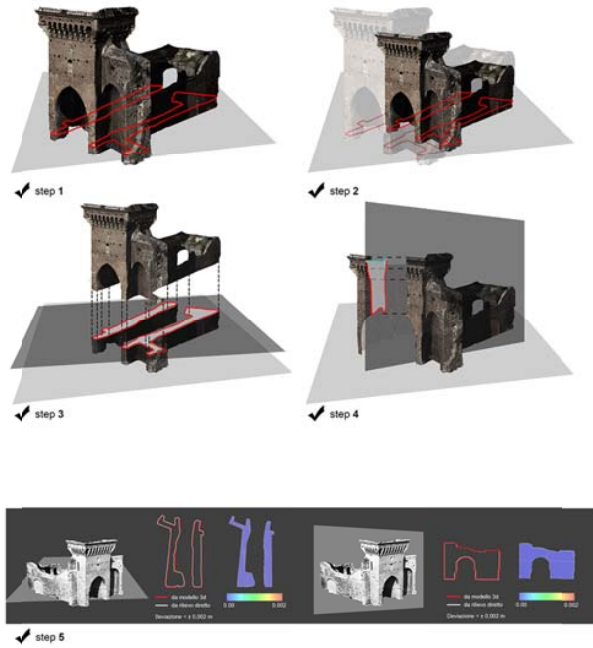 step 1
step 2
step 3
step 4
da modello 3d
da rilievo diretto
Deviazione = ± 0,002 m
0.00 0.002
da modello 3d
da rilievo diretto
Deviazione = ± 0,002 m
0.00 0.002
step 5